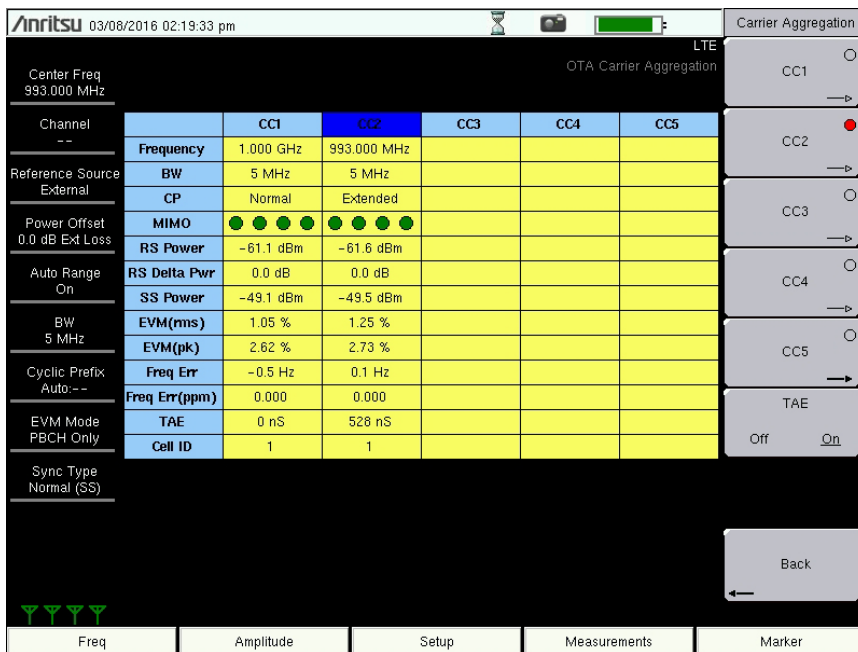 /Inritsu 03/08/2016 02:19:33 pm
Carrier Aggregation
LTE
OTA Carrier Aggregation
Center Freq
993.000 MHz
Channel
--
Reference Source
External
Power Offset
0.0 dB Ext Loss
Auto Range
On
BW
5 MHz
Cyclic Prefix
Auto:--
EVM Mode
PBCH Only
Sync Type
Normal (SS)
CC1 CC2 CC3 CC4 CC5
Frequency 1.000 GHz 993.000 MHz
BW 5 MHz 5 MHz
CP Normal Extended
MIMO
RS Power -61.1 dBm -61.6 dBm
RS Delta Pwr 0.0 dB 0.0 dB
SS Power -49.1 dBm -49.5 dBm
EVM(rms) 1.05 % 1.25 %
EVM(pk) 2.62 % 2.73 %
Freq Err -0.5 Hz 0.1 Hz
Freq Err(ppm) 0.000 0.000
TAE 0 nS 528 nS
Cell ID 1 1
CC1
CC2
CC3
CC4
CC5
TAE
Off On
Back
Freq Amplitude Setup Measurements Marker